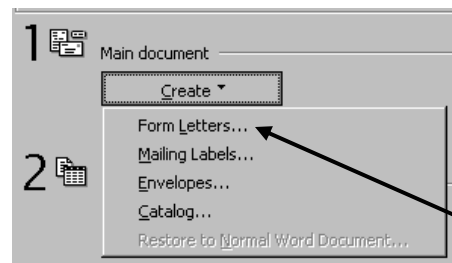 1 Main document
Create
Form Letters...
Mailing Labels...
2 Envelopes...
Catalog...
Restore to Normal Word Document...